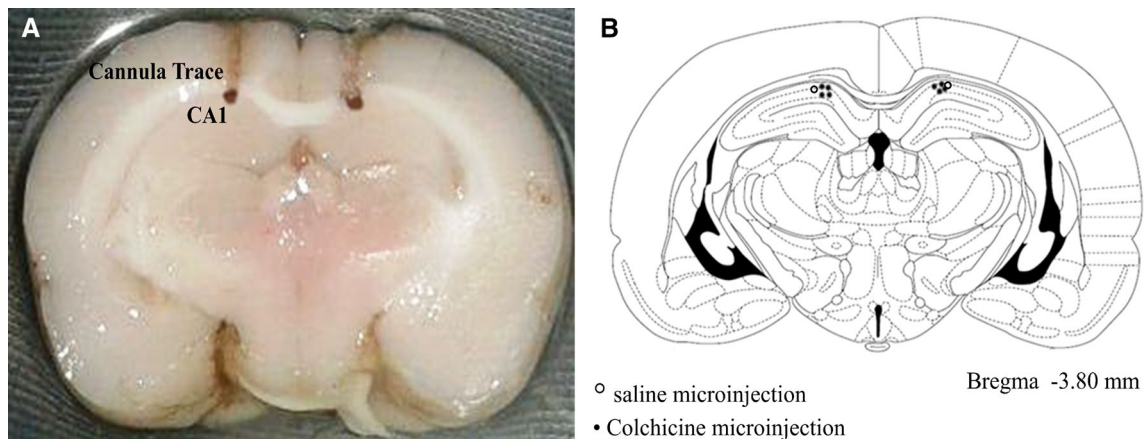 A
Cannula Trace
CA1
B
Bregma -3.80 mm
saline microinjection
• Colchicine microinjection